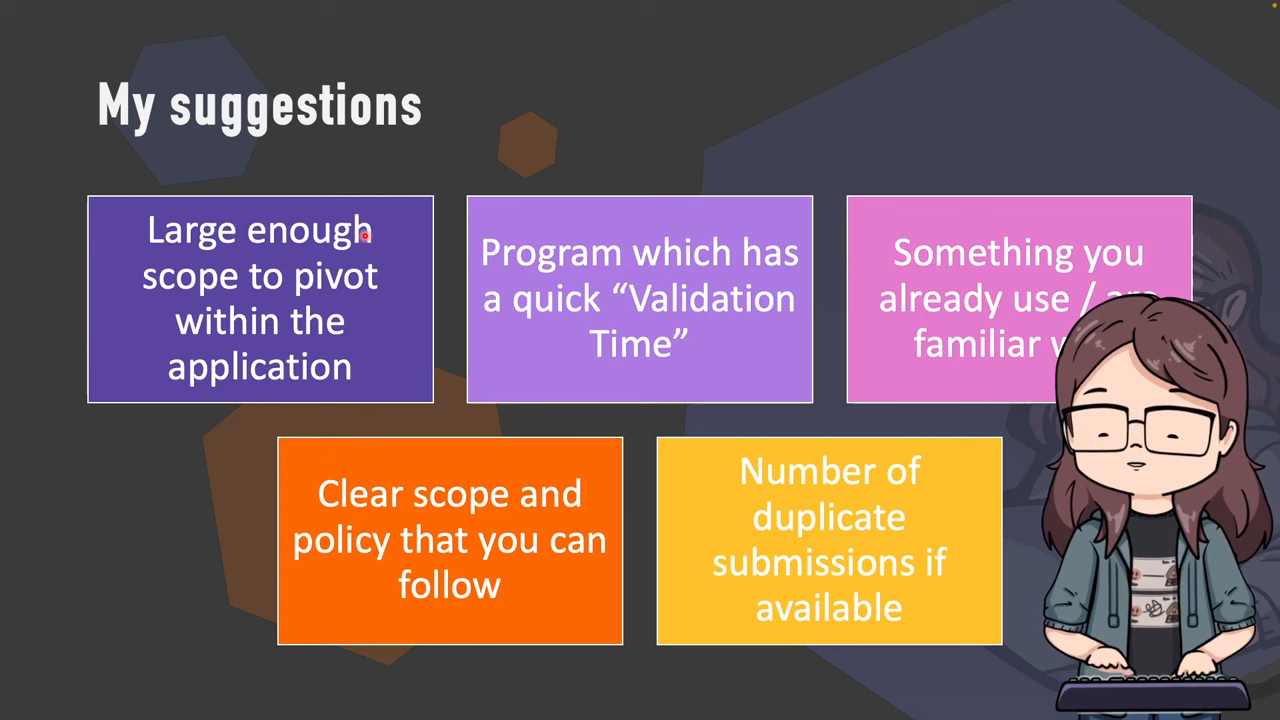 My suggestions
Large enough
scope to pivot
within the
application
Program which has
a quick “Validation
Time”
Something you
already use / are
familiar
Clear scope and
policy that you can
follow
Number of
duplicate
submissions if
available